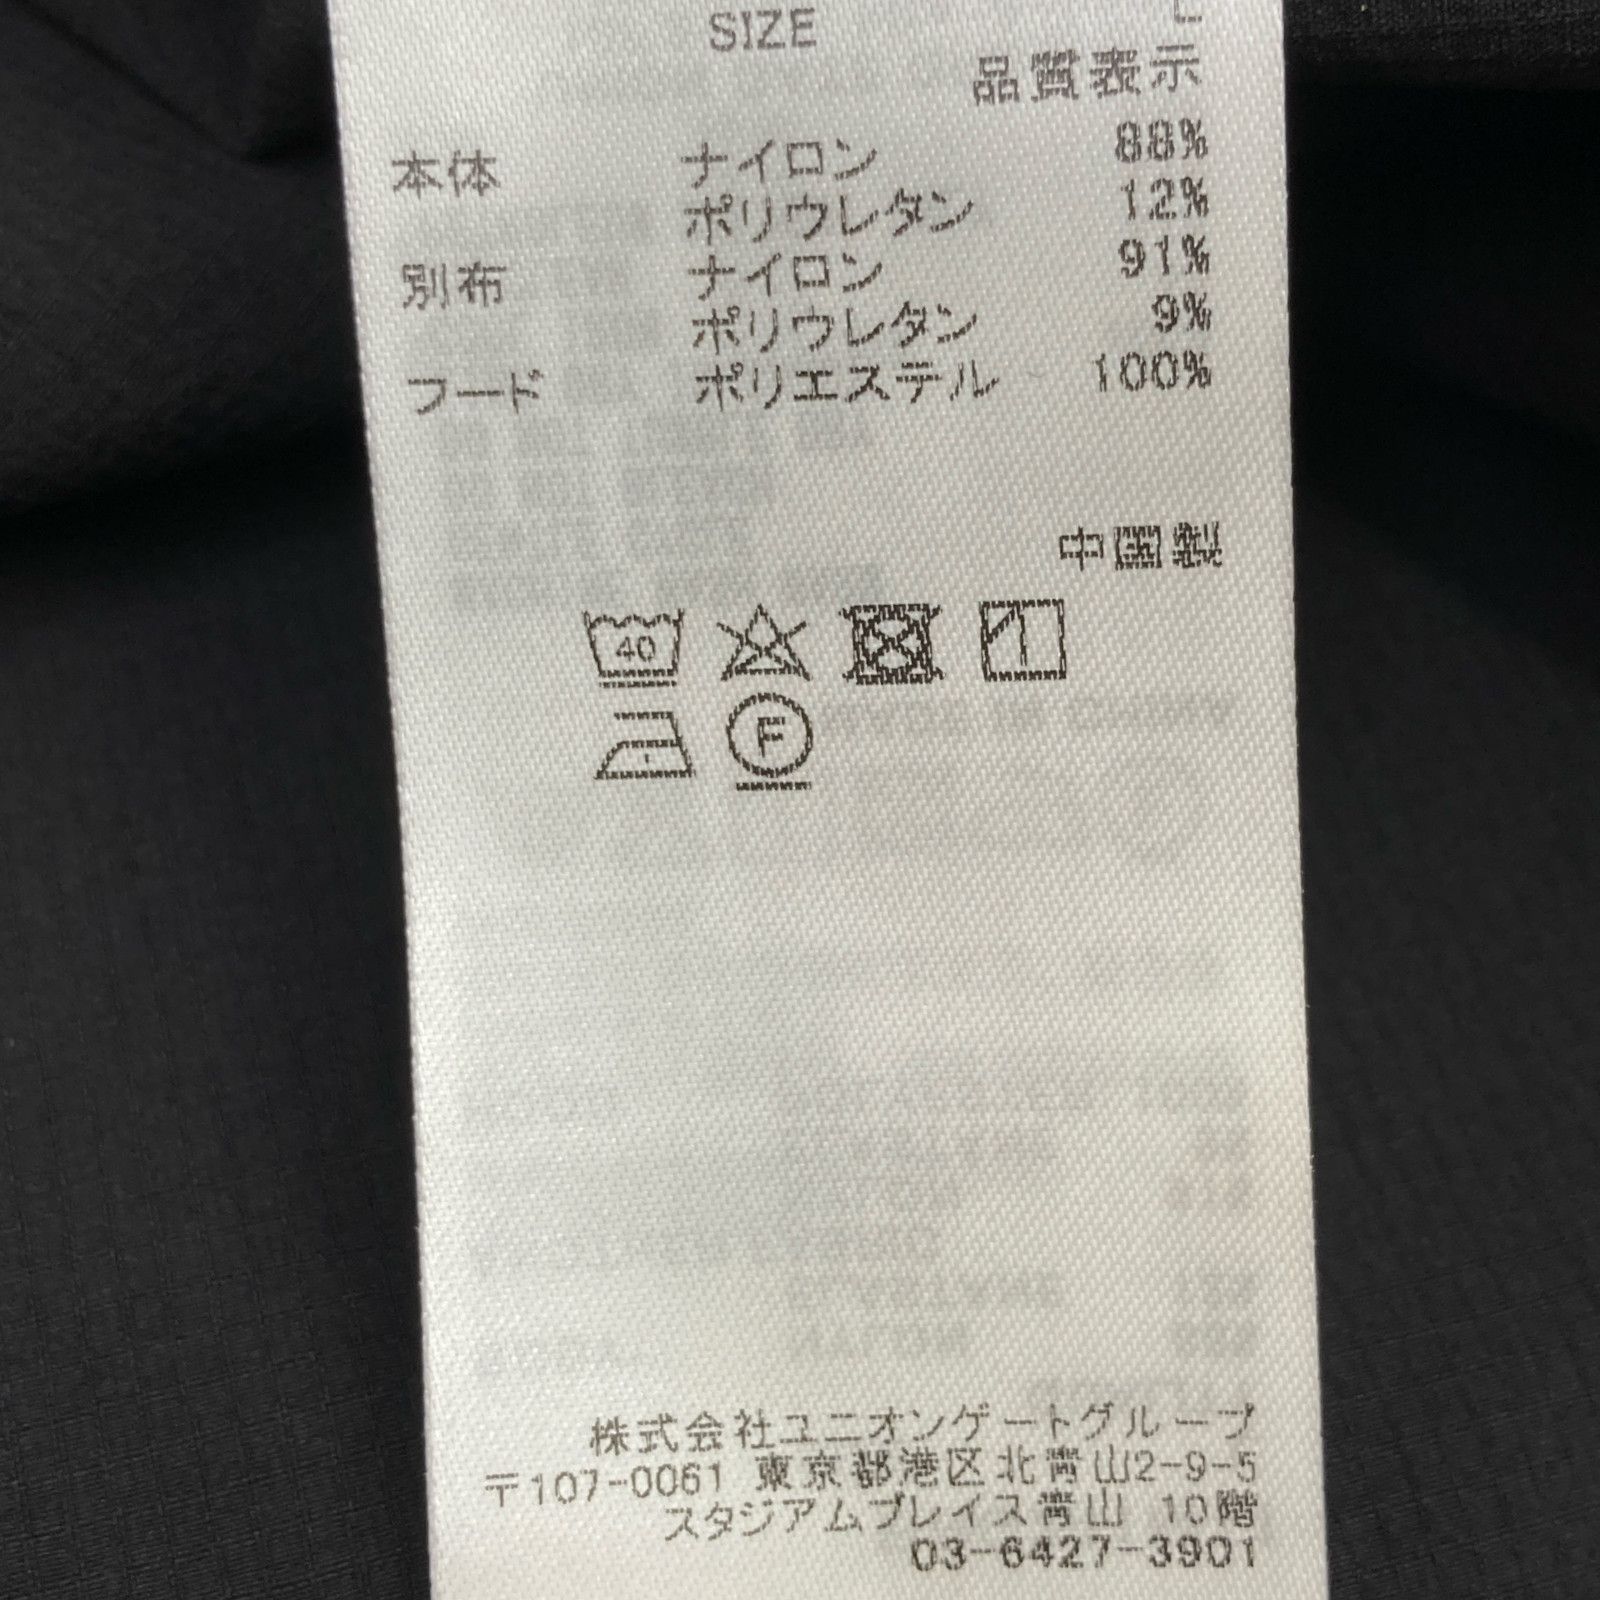 SIZE L
品質表示
本体 ナイロン 88%
ポリウレタン 12%
別布 ナイロン 91%
ポリウレタン 9%
フード ポリエステル 100%
中国製
40
F
株式会社ユニオンゲートグループ
〒107-0061 東京都港区北青山2-9-5
スタジアムプレイス青山 10階
03-6427-3901